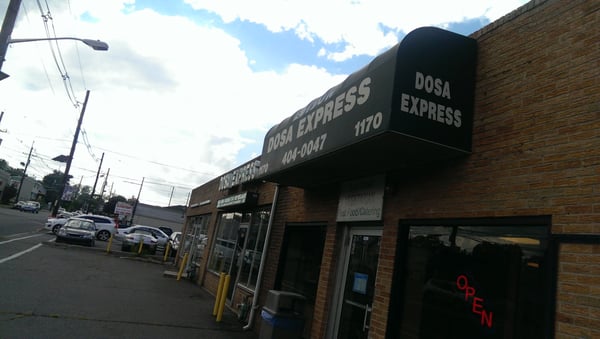 DOSA EXPRESS
404-0047
1170
DOSA
EXPRESS
OPEN